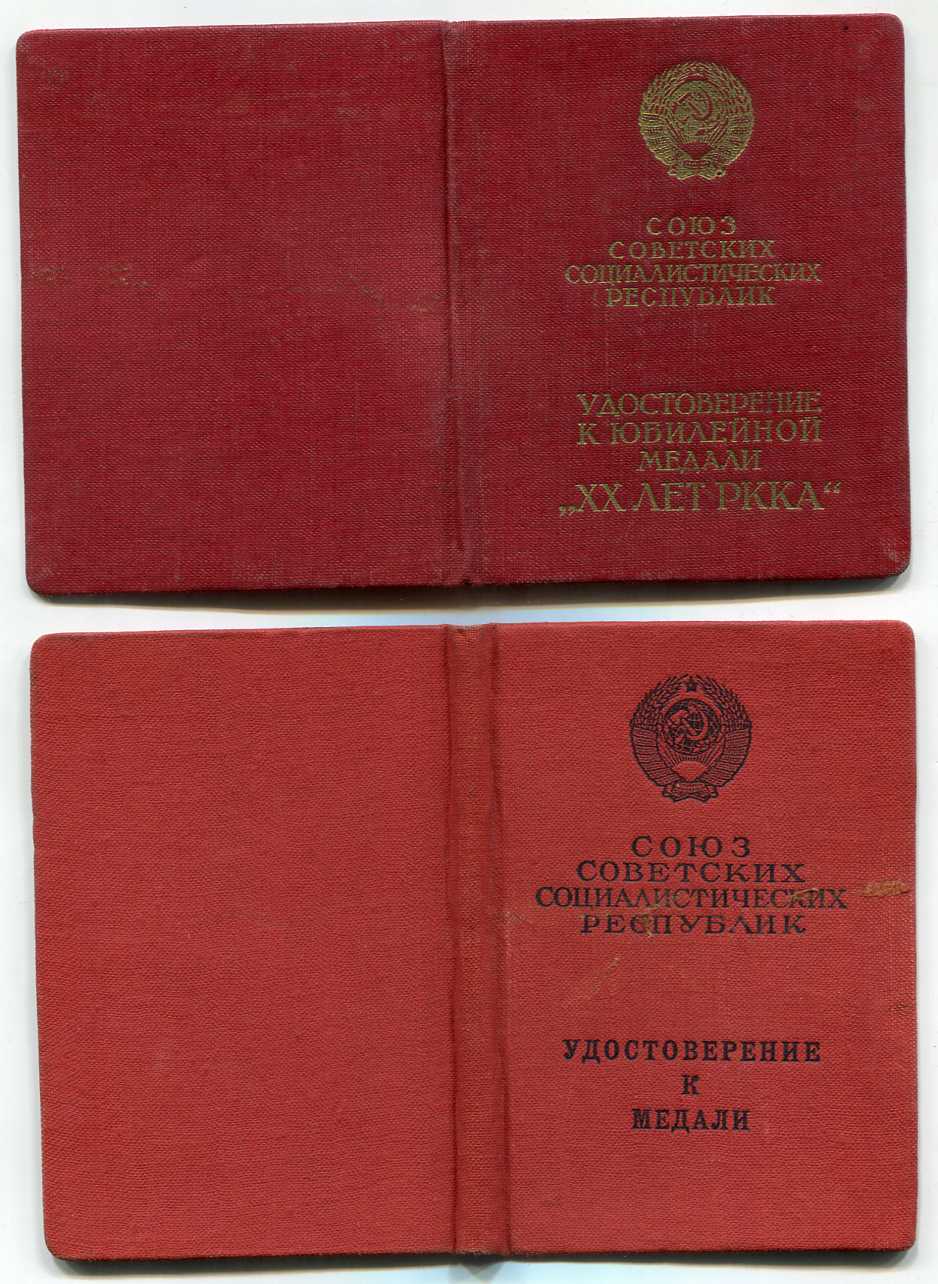 СОЮЗ
СОВЕТСКИХ
СОЦИАЛИСТИЧЕСКИХ
РЕСПУБЛИК
УДОСТОВЕРЕНИЕ
К ЮБИЛЕЙНОЙ
МЕДАЛИ
„XX ЛЕТ РККА“
СОЮЗ
СОВЕТСКИХ
СОЦИАЛИСТИЧЕСКИХ
РЕСПУБЛИК
УДОСТОВЕРЕНИЕ
К
МЕДАЛИ